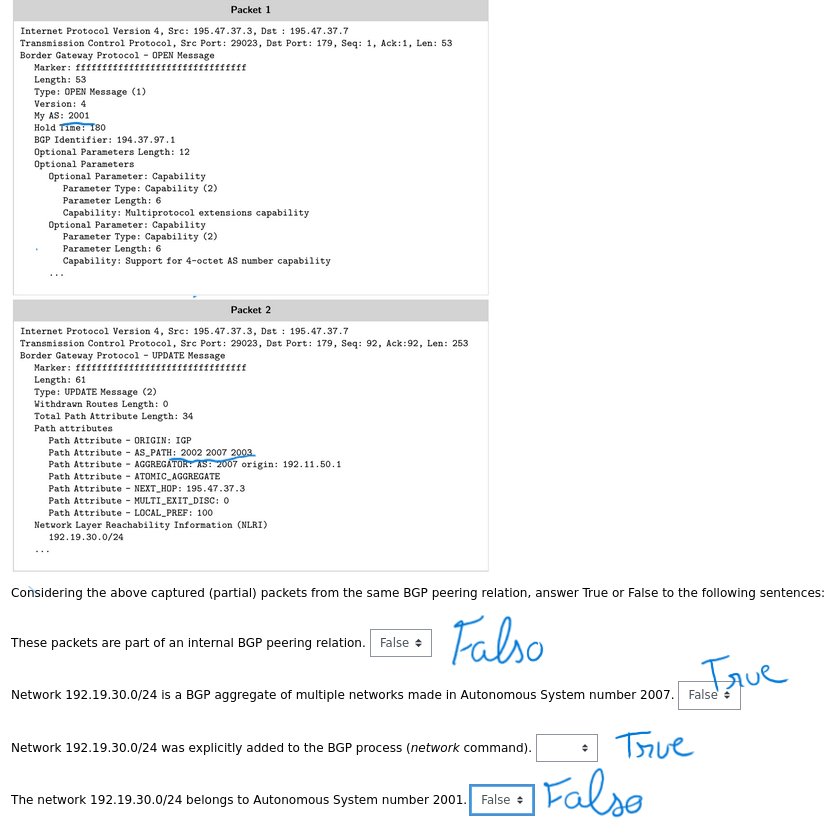 Packet 1
Internet Protocol Version 4, Src: 195.47.37.3, Dst : 195.47.37.7
Transmission Control Protocol, Src Port: 29023, Dst Port: 179, Seq: 1, Ack:1, Len: 53
Border Gateway Protocol - OPEN Message
Marker: ffffffffffffffffffffffffffffffff
Length: 53
Type: OPEN Message (1)
Version: 4
My AS: 2001
Hold Time: 180
BGP Identifier: 194.37.97.1
Optional Parameters Length: 12
Optional Parameters
Optional Parameter: Capability
Parameter Type: Capability (2)
Parameter Length: 6
Capability: Multiprotocol extensions capability
Optional Parameter: Capability
Parameter Type: Capability (2)
Parameter Length: 6
Capability: Support for 4-octet AS number capability
...
Packet 2
Internet Protocol Version 4, Src: 195.47.37.3, Dst : 195.47.37.7
Transmission Control Protocol, Src Port: 29023, Dst Port: 179, Seq: 92, Ack:92, Len: 253
Border Gateway Protocol - UPDATE Message
Marker: ffffffffffffffffffffffffffffffff
Length: 61
Type: UPDATE Message (2)
Withdrawn Routes Length: 0
Total Path Attribute Length: 34
Path attributes
Path Attribute - ORIGIN: IGP
Path Attribute - AS_PATH: 2002 2007 2003
Path Attribute - AGGREGATOR: AS: 2007 origin: 192.11.50.1
Path Attribute - ATOMIC_AGGREGATE
Path Attribute - NEXT_HOP: 195.47.37.3
Path Attribute - MULTI_EXIT_DISC: 0
Path Attribute - LOCAL_PREF: 100
Network Layer Reachability Information (NLRI)
192.19.30.0/24
...
Considering the above captured (partial) packets from the same BGP peering relation, answer True or False to the following sentences:
These packets are part of an internal BGP peering relation. False Falso
Network 192.19.30.0/24 is a BGP aggregate of multiple networks made in Autonomous System number 2007. False True
Network 192.19.30.0/24 was explicitly added to the BGP process (network command). True
The network 192.19.30.0/24 belongs to Autonomous System number 2001. False Falso